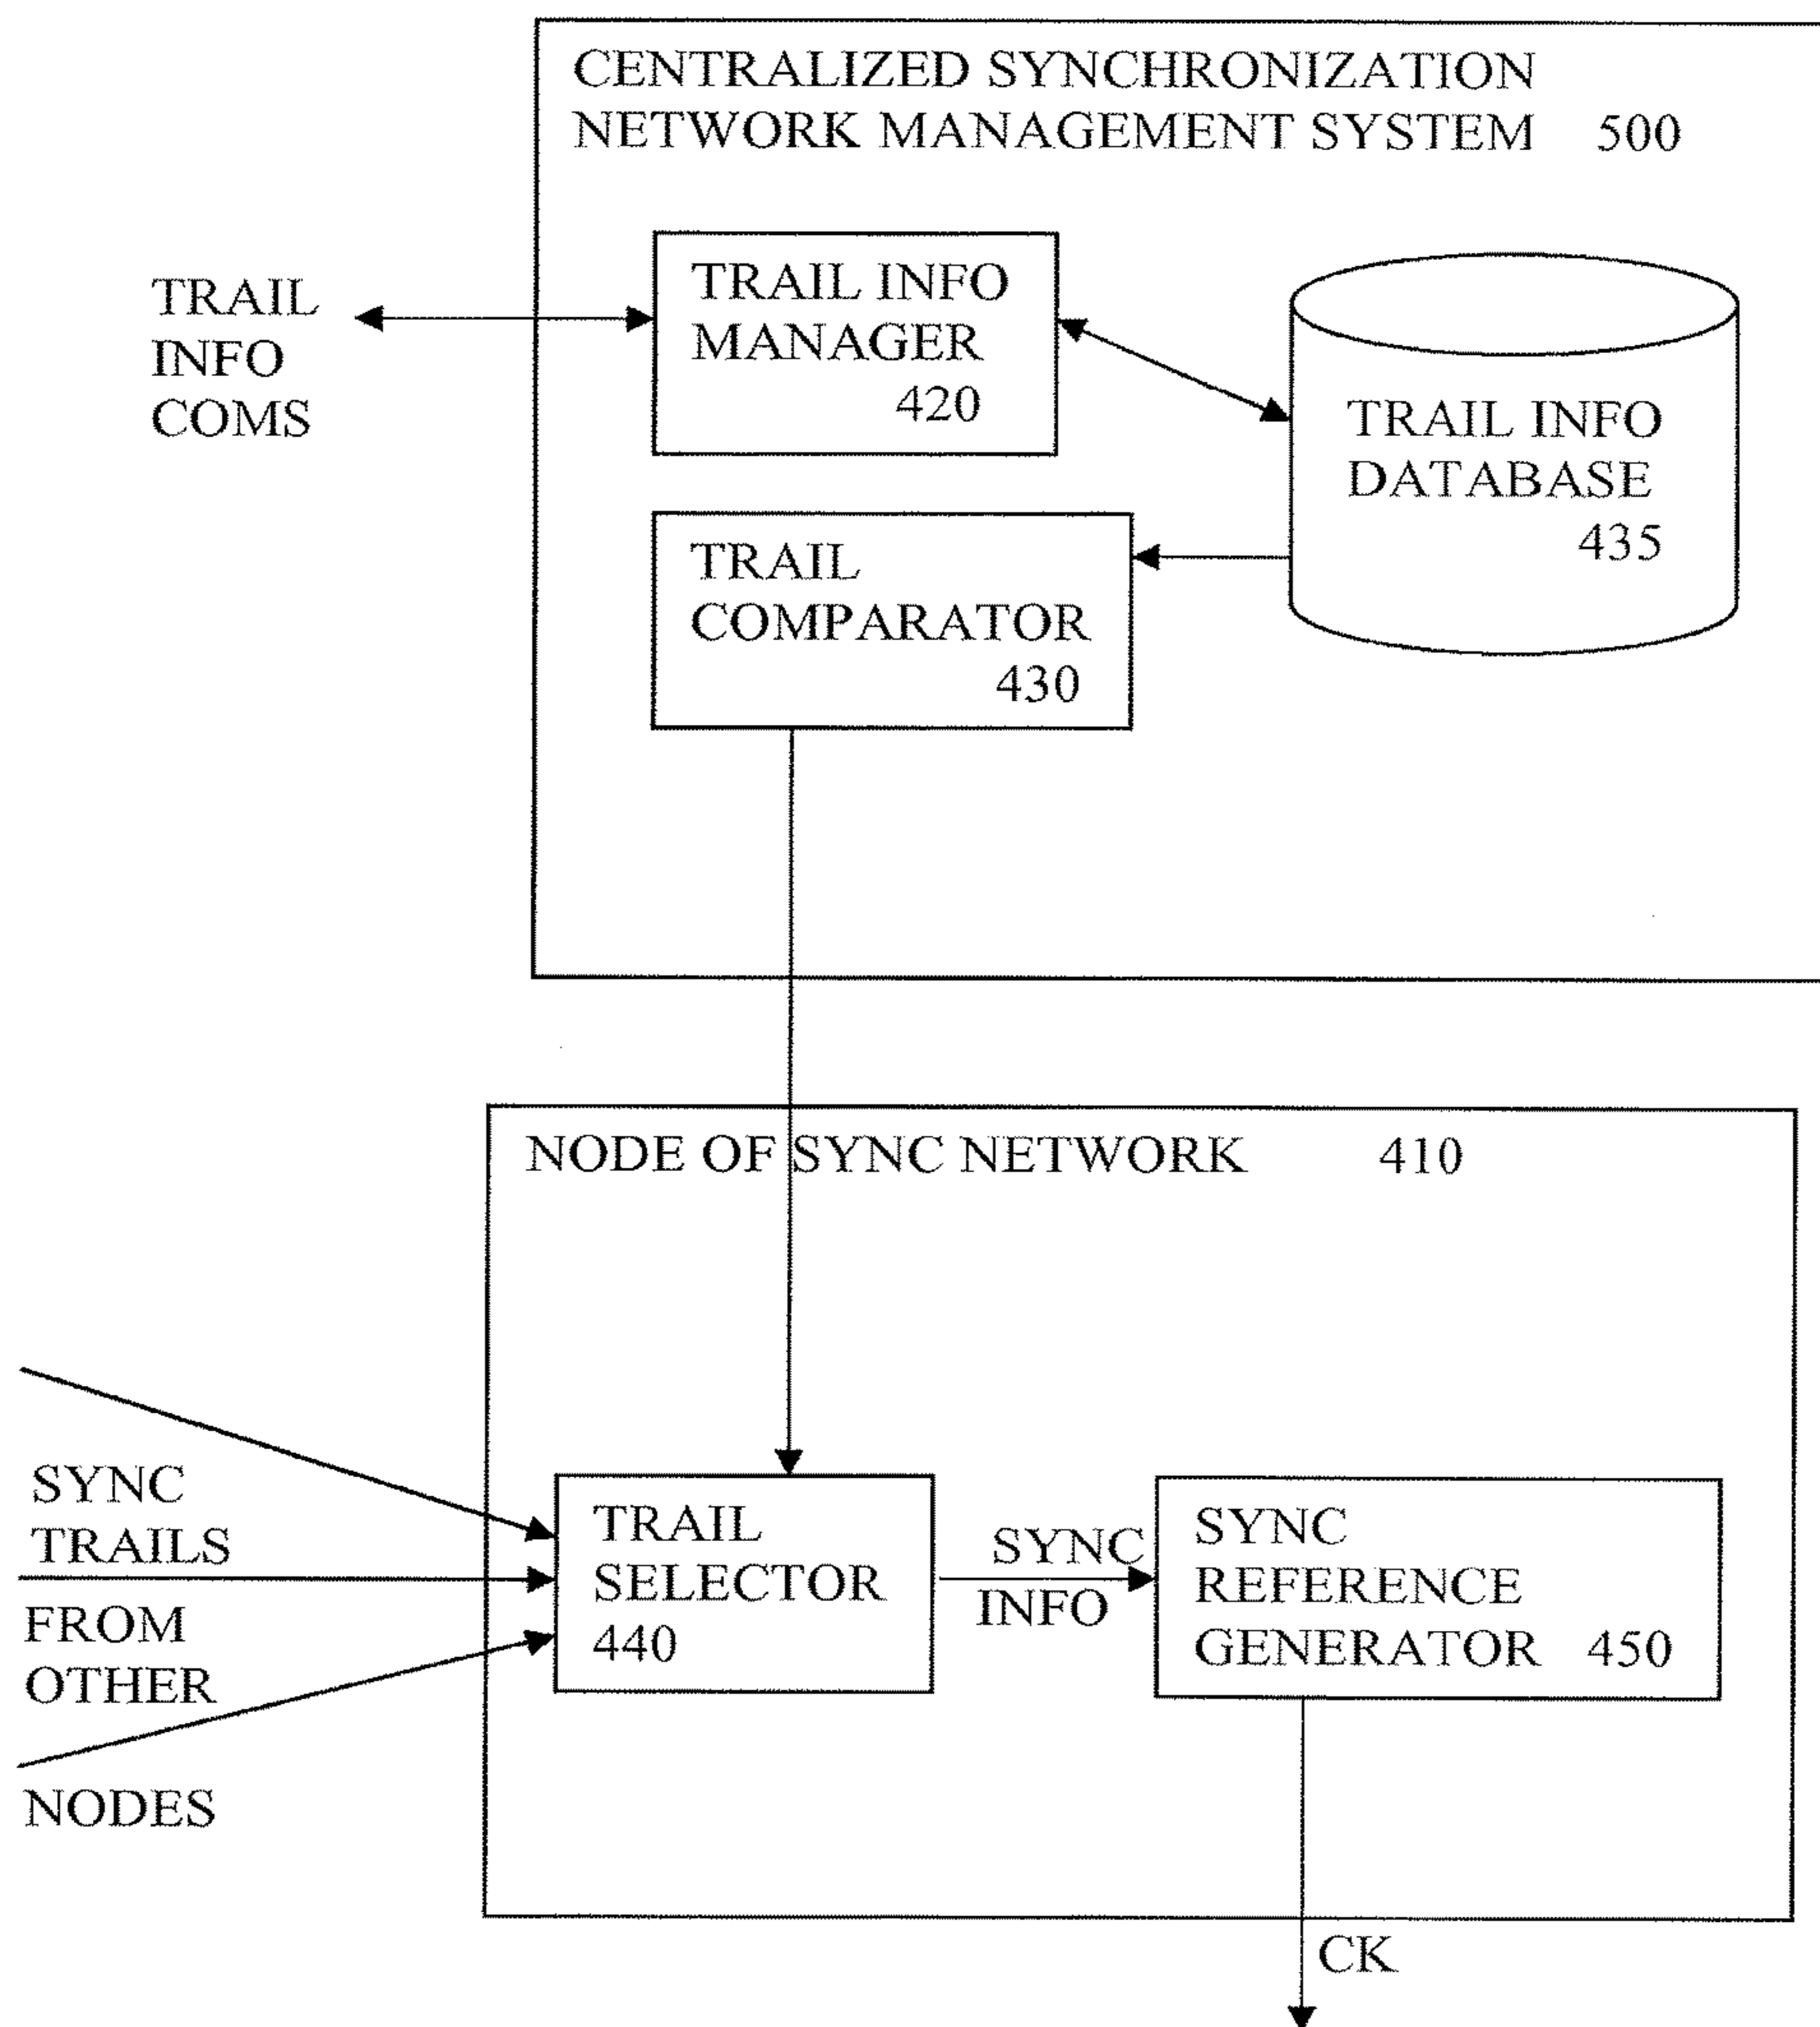 CENTRALIZED SYNCHRONIZATION
NETWORK MANAGEMENT SYSTEM 500
TRAIL INFO
MANAGER
420
TRAIL
INFO
COMS
TRAIL INFO
DATABASE
435
TRAIL
COMPARATOR
430
NODE OF SYNC NETWORK 410
SYNC
TRAILS
FROM
OTHER
NODES
TRAIL
SELECTOR
440
SYNC
INFO
SYNC
REFERENCE
GENERATOR 450
CK